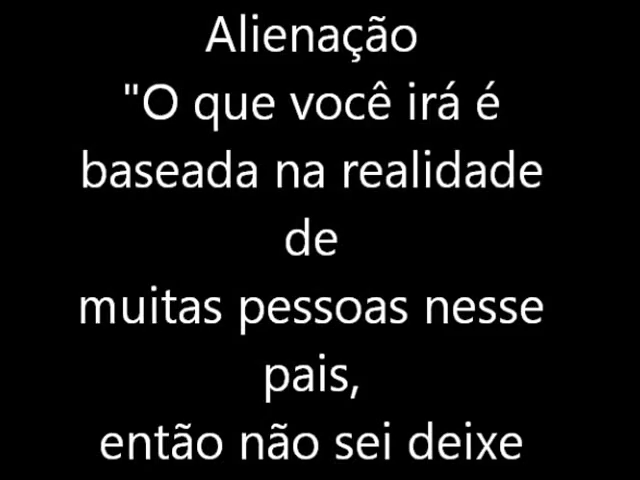 Alienação
"O que você irá é
baseada na realidade
de
muitas pessoas nesse
pais,
então não sei deixe